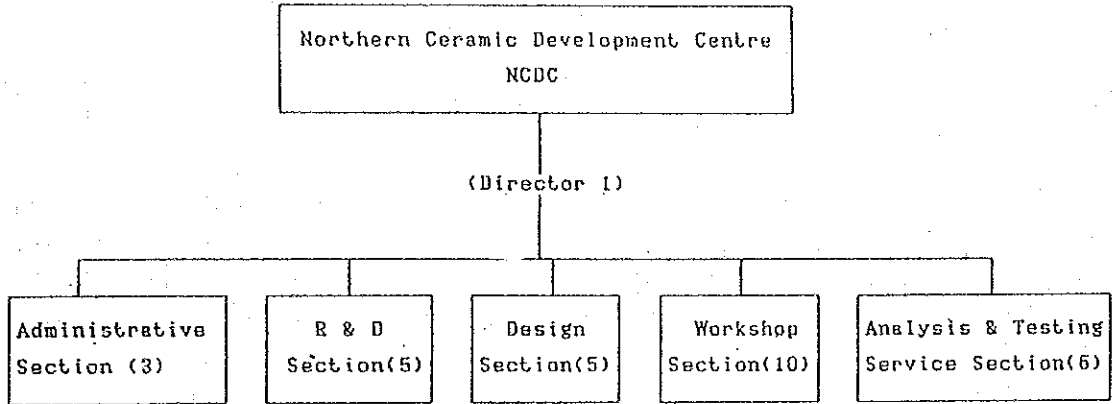 Northern Ceramic Development Centre
NCDC
(Director 1)
Administrative
Section (3)
R & D
Section(5)
Design
Section(5)
Workshop
Section(10)
Analysis & Testing
Service Section(6)